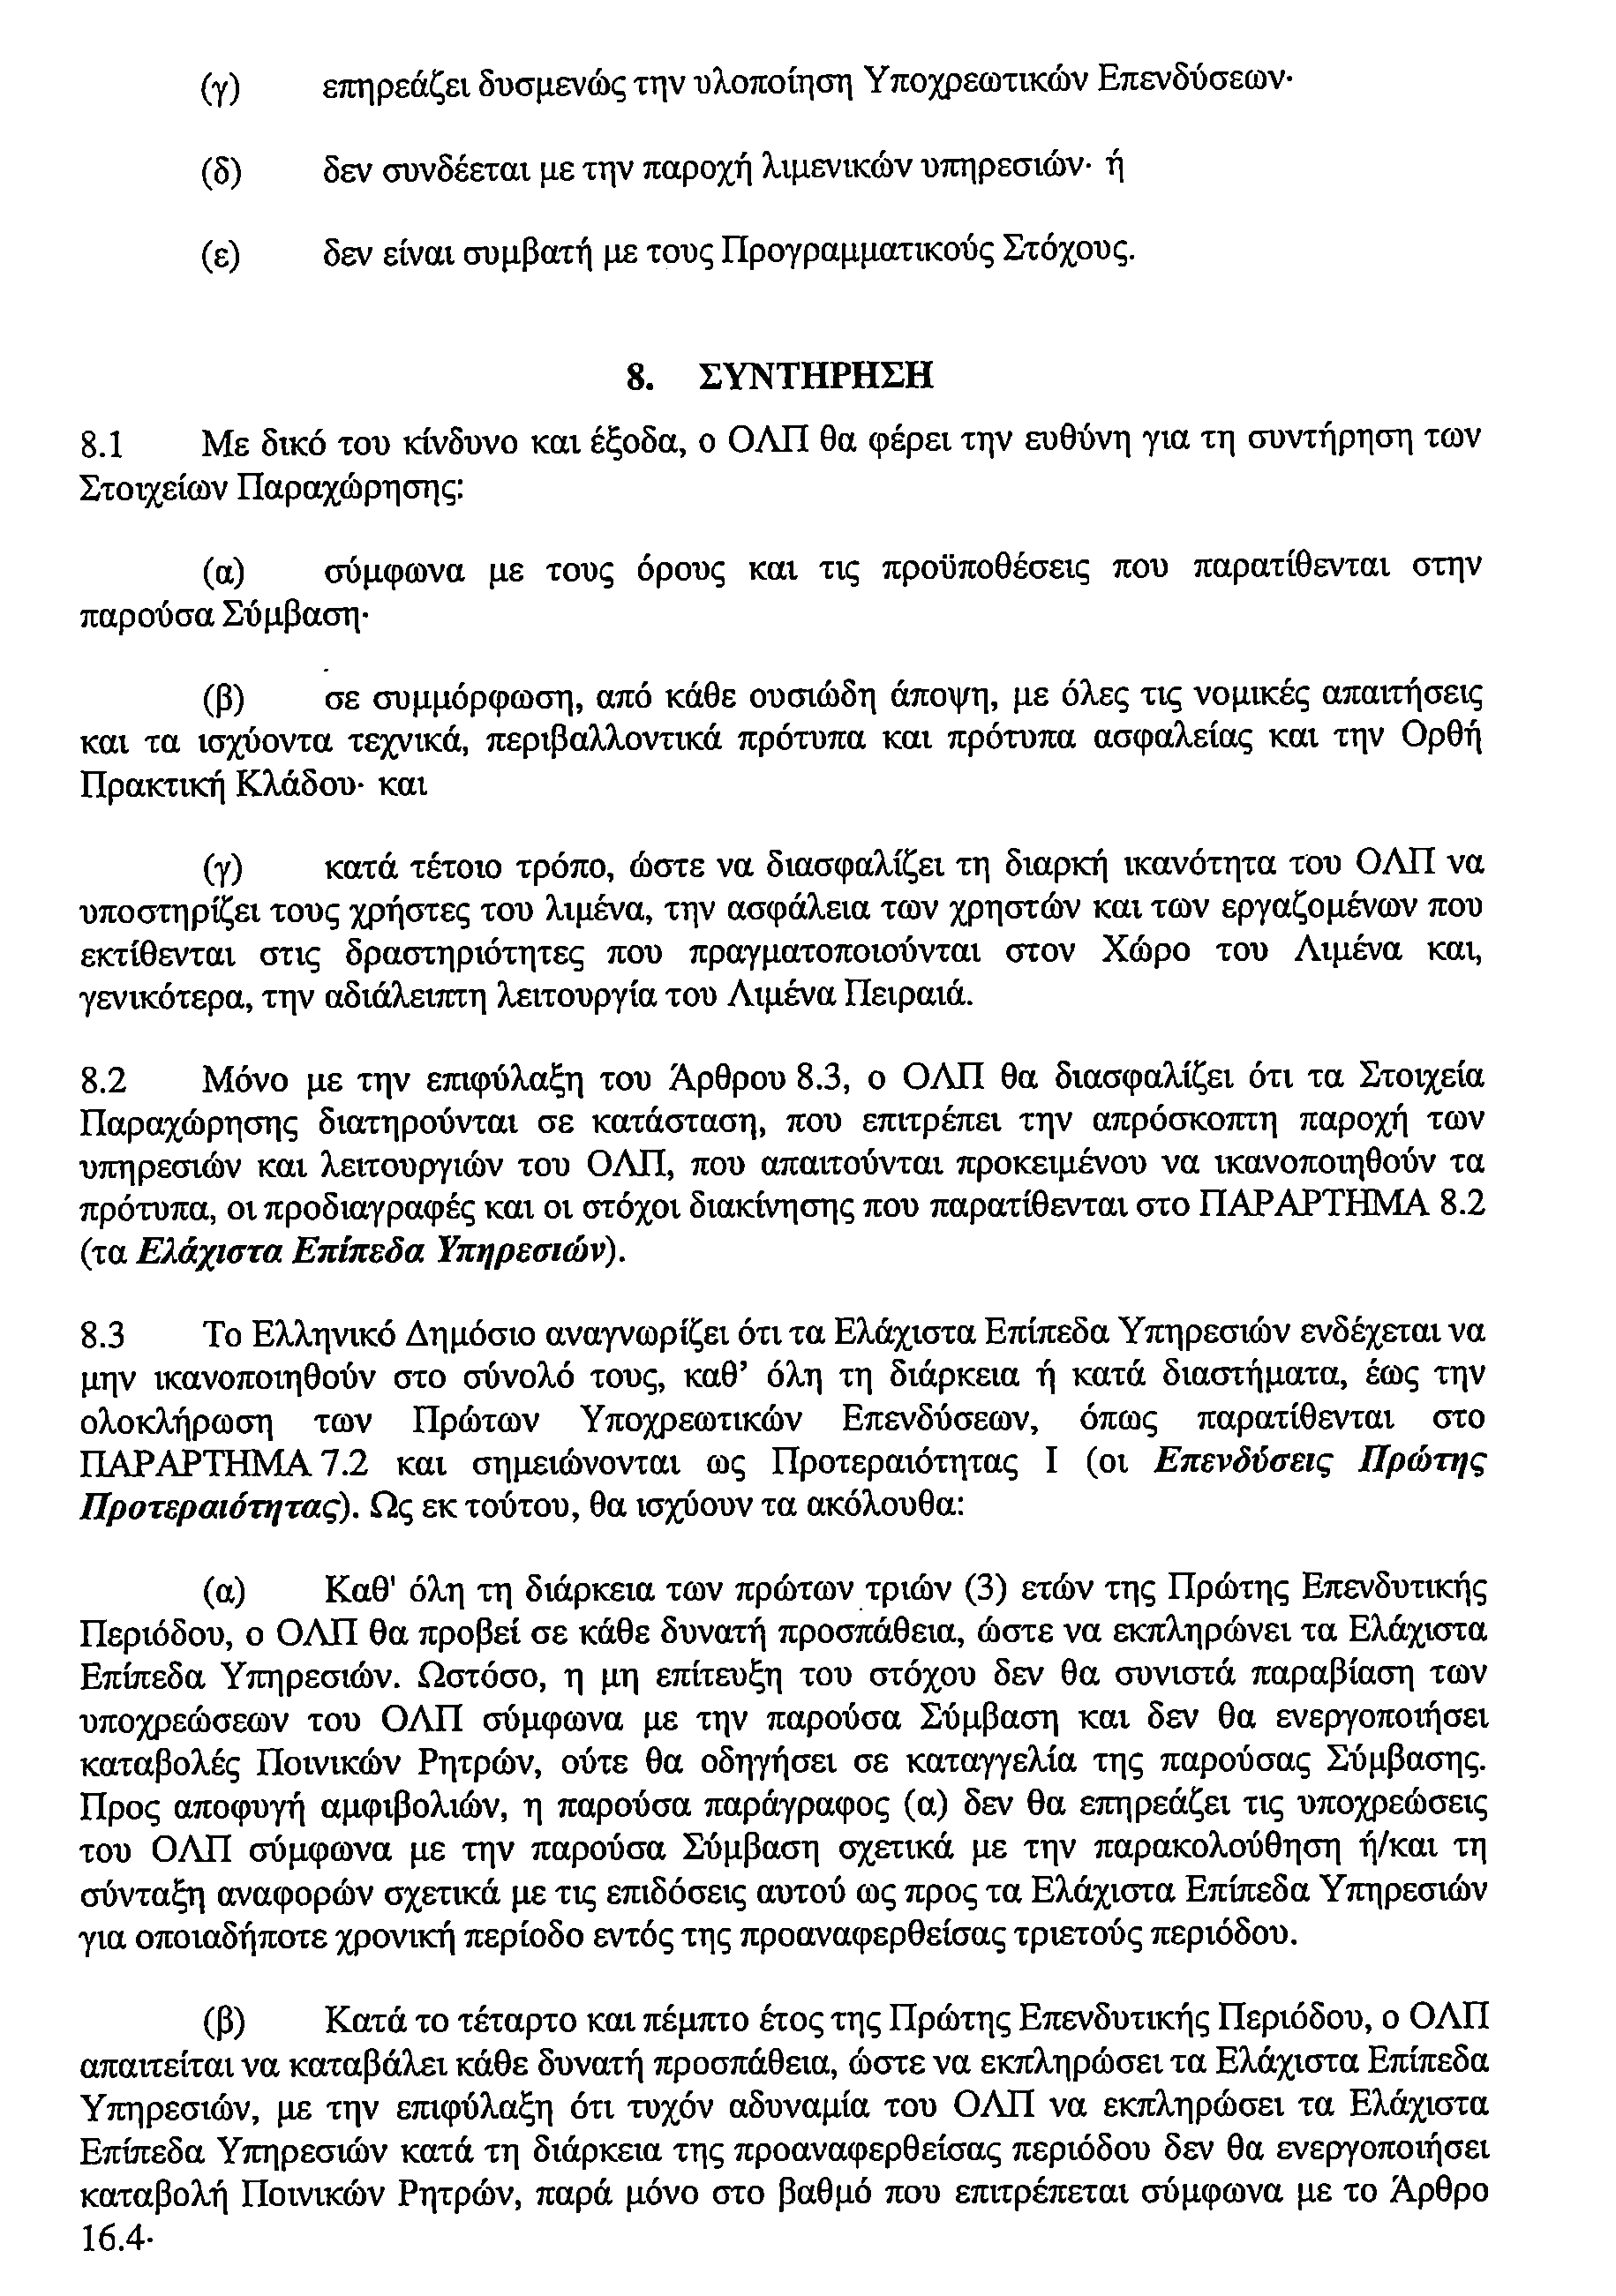 (γ) επηρεάζει δυσμενώς την υλοποίηση Υποχρεωτικών Επενδύσεων·
(δ) δεν συνδέεται με την παροχή λιμενικών υπηρεσιών· ή
(ε) δεν είναι συμβατή με τους Προγραμματικούς Στόχους.
8. ΣΥΝΤΗΡΗΣΗ
8.1 Με δικό του κίνδυνο και έξοδα, ο ΟΛΠ θα φέρει την ευθύνη για τη συντήρηση των
Στοιχείων Παραχώρησης:
(α) σύμφωνα με τους όρους και τις προϋποθέσεις που παρατίθενται στην
παρούσα Σύμβαση·
(β) σε συμμόρφωση, από κάθε ουσιώδη άποψη, με όλες τις νομικές απαιτήσεις
και τα ισχύοντα τεχνικά, περιβαλλοντικά πρότυπα και πρότυπα ασφαλείας και την Ορθή
Πρακτική Κλάδου· και
(γ) κατά τέτοιο τρόπο, ώστε να διασφαλίζει τη διαρκή ικανότητα του ΟΛΠ να
υποστηρίζει τους χρήστες του λιμένα, την ασφάλεια των χρηστών και των εργαζομένων που
εκτίθενται στις δραστηριότητες που πραγματοποιούνται στον Χώρο του Λιμένα και,
γενικότερα, την αδιάλειπτη λειτουργία του Λιμένα Πειραιά.
8.2 Μόνο με την επιφύλαξη του Άρθρου 8.3, ο ΟΛΠ θα διασφαλίζει ότι τα Στοιχεία
Παραχώρησης διατηρούνται σε κατάσταση, που επιτρέπει την απρόσκοπτη παροχή των
υπηρεσιών και λειτουργιών του ΟΛΠ, που απαιτούνται προκειμένου να ικανοποιηθούν τα
πρότυπα, οι προδιαγραφές και οι στόχοι διακίνησης που παρατίθενται στο ΠΑΡΑΡΤΗΜΑ 8.2
(τα Ελάχιστα Επίπεδα Υπηρεσιών).
8.3 Το Ελληνικό Δημόσιο αναγνωρίζει ότι τα Ελάχιστα Επίπεδα Υπηρεσιών ενδέχεται να
μην ικανοποιηθούν στο σύνολό τους, καθ’ όλη τη διάρκεια ή κατά διαστήματα, έως την
ολοκλήρωση των Πρώτων Υποχρεωτικών Επενδύσεων, όπως παρατίθενται στο
ΠΑΡΑΡΤΗΜΑ 7.2 και σημειώνονται ως Προτεραιότητας Ι (οι Επενδύσεις Πρώτης
Προτεραιότητας). Ως εκ τούτου, θα ισχύουν τα ακόλουθα:
(α) Καθ' όλη τη διάρκεια των πρώτων τριών (3) ετών της Πρώτης Επενδυτικής
Περιόδου, ο ΟΛΠ θα προβεί σε κάθε δυνατή προσπάθεια, ώστε να εκπληρώνει τα Ελάχιστα
Επίπεδα Υπηρεσιών. Ωστόσο, η μη επίτευξη του στόχου δεν θα συνιστά παραβίαση των
υποχρεώσεων του ΟΛΠ σύμφωνα με την παρούσα Σύμβαση και δεν θα ενεργοποιήσει
καταβολές Ποινικών Ρητρών, ούτε θα οδηγήσει σε καταγγελία της παρούσας Σύμβασης.
Προς αποφυγή αμφιβολιών, η παρούσα παράγραφος (α) δεν θα επηρεάζει τις υποχρεώσεις
του ΟΛΠ σύμφωνα με την παρούσα Σύμβαση σχετικά με την παρακολούθηση ή/και τη
σύνταξη αναφορών σχετικά με τις επιδόσεις αυτού ως προς τα Ελάχιστα Επίπεδα Υπηρεσιών
για οποιαδήποτε χρονική περίοδο εντός της προαναφερθείσας τριετούς περιόδου.
(β) Κατά το τέταρτο και πέμπτο έτος της Πρώτης Επενδυτικής Περιόδου, ο ΟΛΠ
απαιτείται να καταβάλει κάθε δυνατή προσπάθεια, ώστε να εκπληρώσει τα Ελάχιστα Επίπεδα
Υπηρεσιών, με την επιφύλαξη ότι τυχόν αδυναμία του ΟΛΠ να εκπληρώσει τα Ελάχιστα
Επίπεδα Υπηρεσιών κατά τη διάρκεια της προαναφερθείσας περιόδου δεν θα ενεργοποιήσει
καταβολή Ποινικών Ρητρών, παρά μόνο στο βαθμό που επιτρέπεται σύμφωνα με το Άρθρο
16.4·